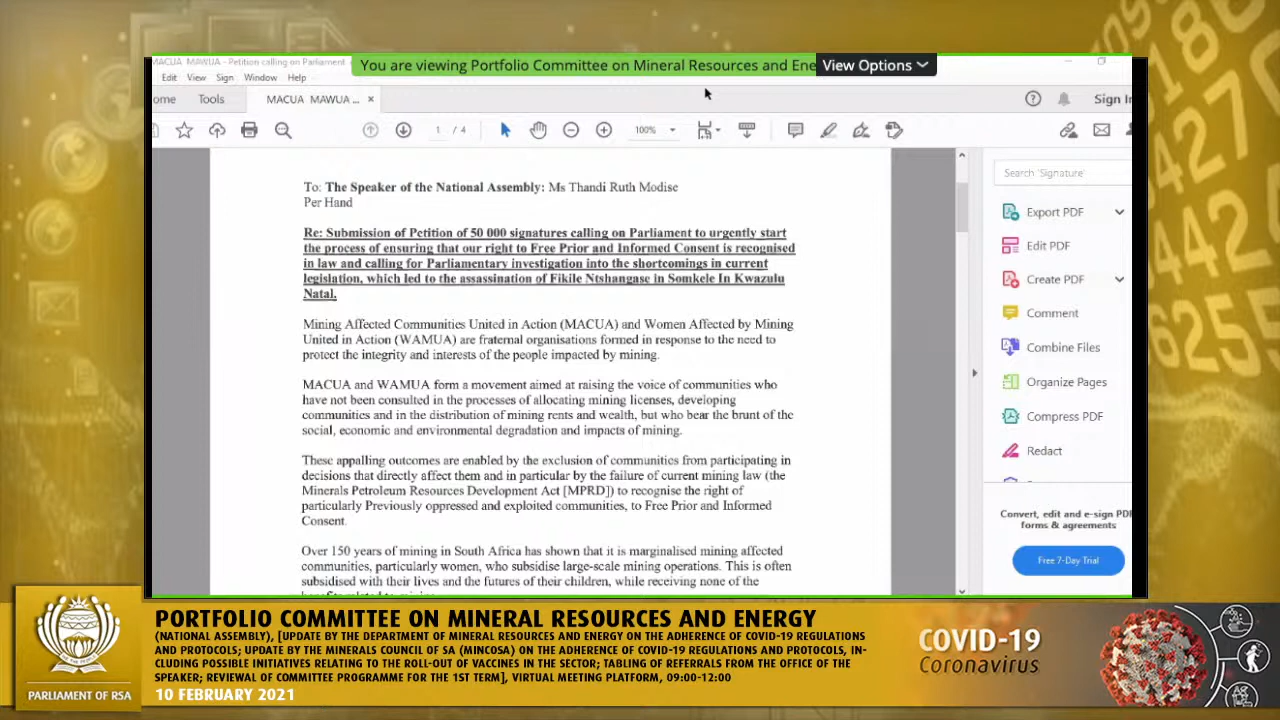 MACUA MAWUA - Petition calling on Parliament
You are viewing Portfolio Committee on Mineral Resources and Ene
View Options
Edit View Sign Window Help
ome Tools MACUA MAWUA ... × Sign In
1 / 4 100%
To: The Speaker of the National Assembly: Ms Thandi Ruth Modise
Per Hand
Re: Submission of Petition of 50 000 signatures calling on Parliament to urgently start
the process of ensuring that our right to Free Prior and Informed Consent is recognised
in law and calling for Parliamentary investigation into the shortcomings in current
legislation, which led to the assassination of Fikile Ntshangase in Somkele In Kwazulu
Natal.
Mining Affected Communities United in Action (MACUA) and Women Affected by Mining
United in Action (WAMUA) are fraternal organisations formed in response to the need to
protect the integrity and interests of the people impacted by mining.
MACUA and WAMUA form a movement aimed at raising the voice of communities who
have not been consulted in the processes of allocating mining licenses, developing
communities and in the distribution of mining rents and wealth, but who bear the brunt of the
social, economic and environmental degradation and impacts of mining.
These appalling outcomes are enabled by the exclusion of communities from participating in
decisions that directly affect them and in particular by the failure of current mining law (the
Minerals Petroleum Resources Development Act [MPRD]) to recognise the right of
particularly Previously oppressed and exploited communities, to Free Prior and Informed
Consent.
Over 150 years of mining in South Africa has shown that it is marginalised mining affected
communities, particularly women, who subsidise large-scale mining operations. This is often
subsidised with their lives and the futures of their children, while receiving none of the
Search 'Signature'
Export PDF
Edit PDF
Create PDF
Comment
Combine Files
Organize Pages
Compress PDF
Redact
Convert, edit and e-sign PDF
forms & agreements
Free 7-Day Trial
PORTFOLIO COMMITTEE ON MINERAL RESOURCES AND ENERGY
(NATIONAL ASSEMBLY), [UPDATE BY THE DEPARTMENT OF MINERAL RESOURCES AND ENERGY ON THE ADHERENCE OF COVID-19 REGULATIONS
AND PROTOCOLS; UPDATE BY THE MINERALS COUNCIL OF SA (MINCOSA) ON THE ADHERENCE OF COVID-19 REGULATIONS AND PROTOCOLS, IN-
CLUDING POSSIBLE INITIATIVES RELATING TO THE ROLL-OUT OF VACCINES IN THE SECTOR; TABLING OF REFERRALS FROM THE OFFICE OF THE
SPEAKER; REVIEWAL OF COMMITTEE PROGRAMME FOR THE 1ST TERM], VIRTUAL MEETING PLATFORM, 09:00-12:00
10 FEBRUARY 2021
PARLIAMENT OF RSA
COVID-19
Coronavirus